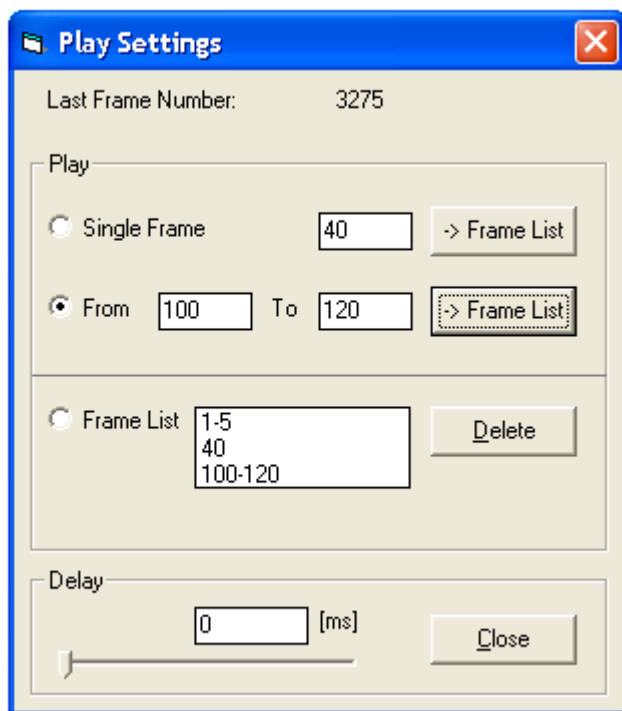 Play Settings
Last Frame Number: 3275
Play
Single Frame 40 -> Frame List
From 100 To 120 -> Frame List
Frame List 1-5 Delete
40
100-120
Delay
0 [ms]
Close